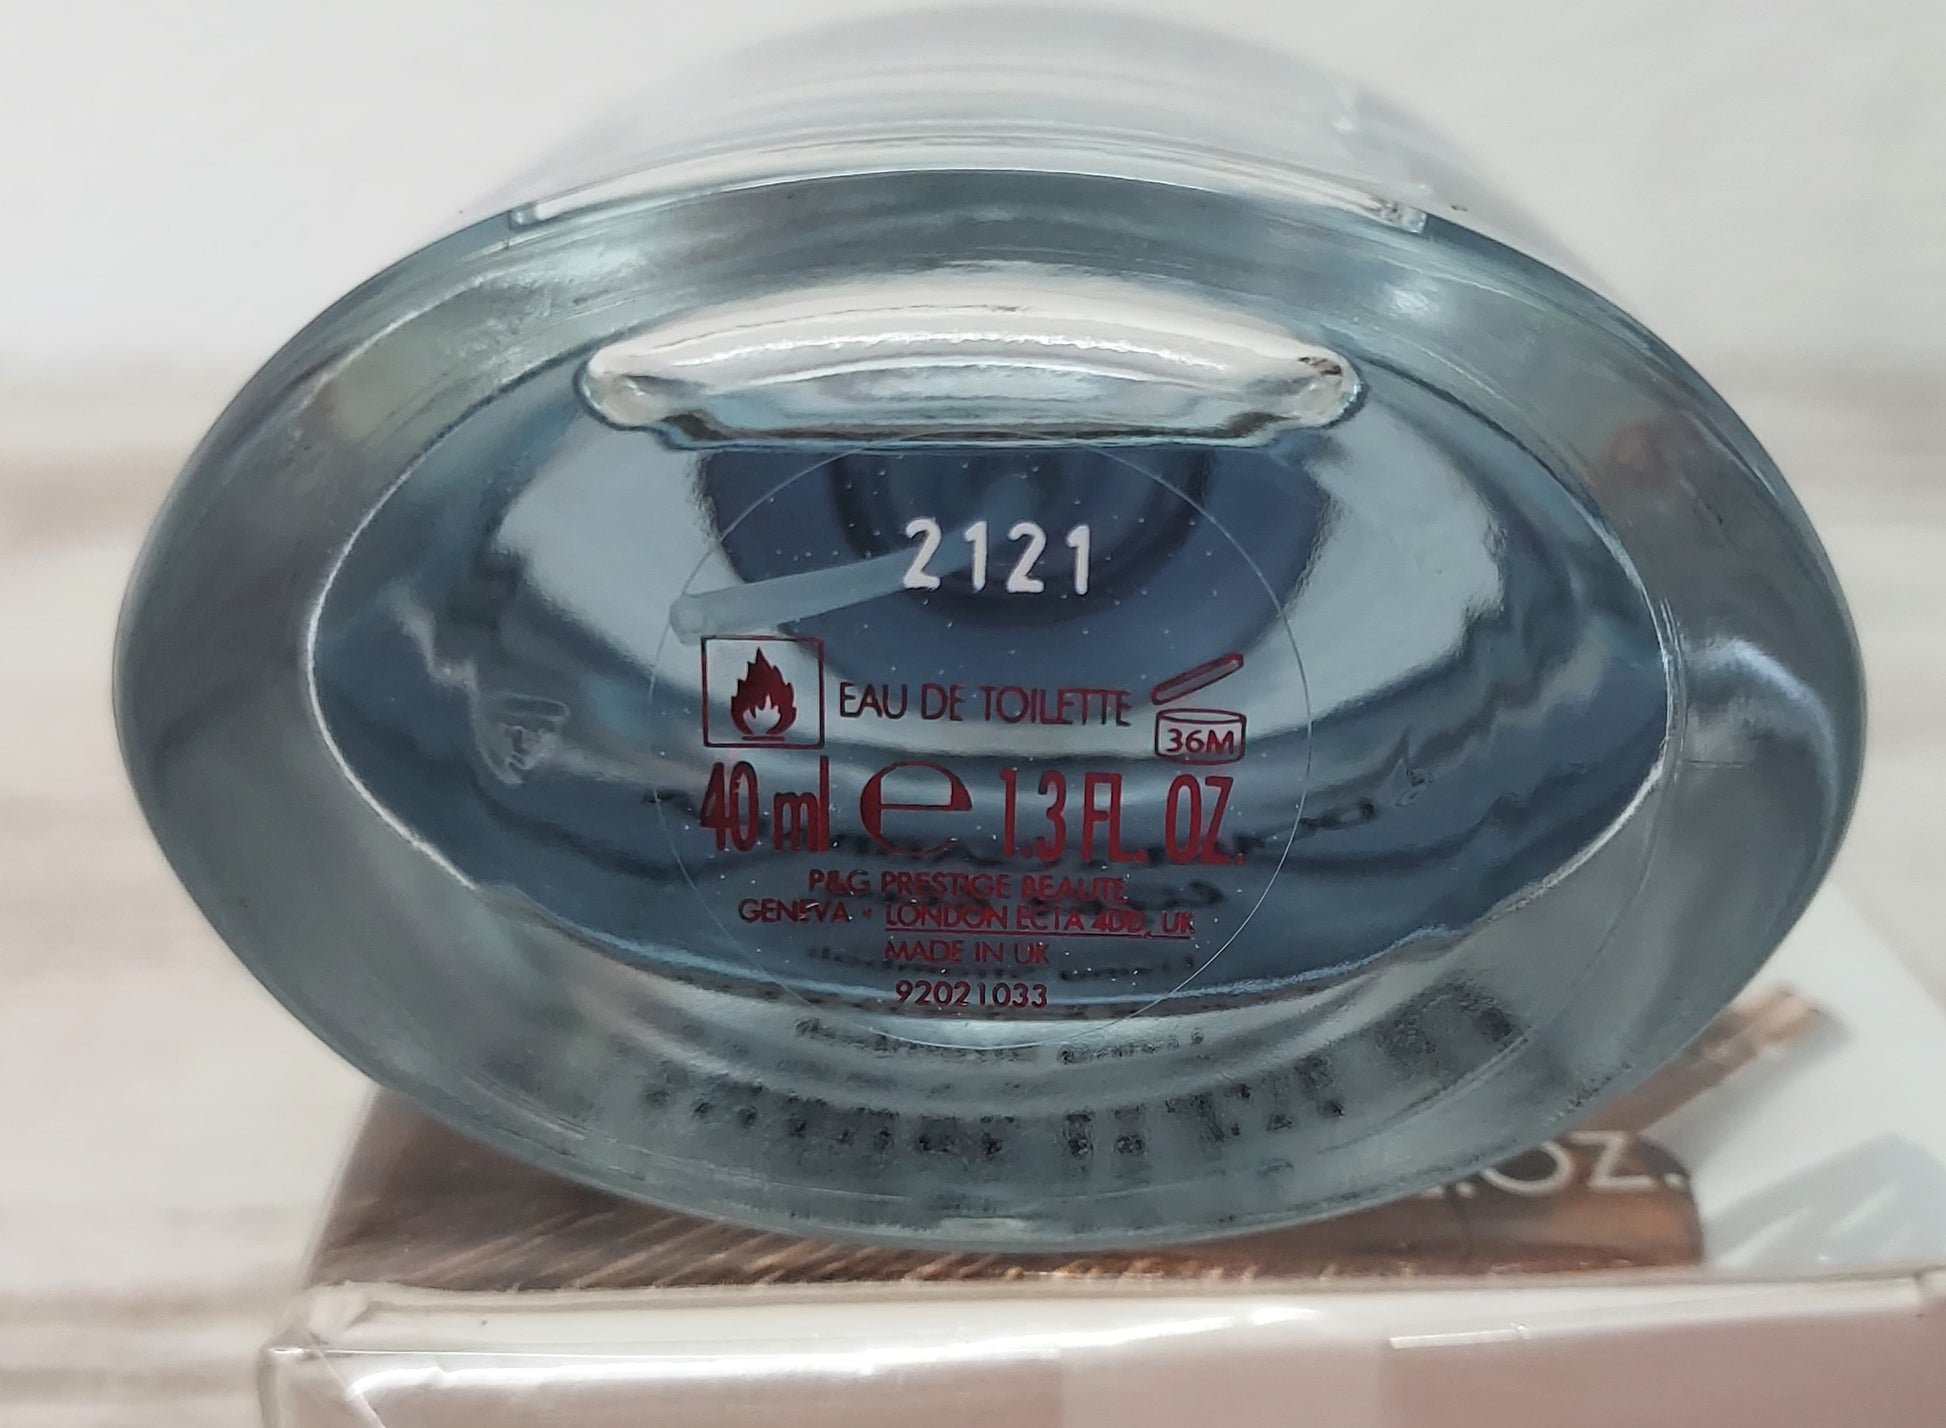 2121
EAU DE TOILETTE
36M
40 ml e 1.3 FL. OZ.
P&G PRESTIGE BEAUTE
GENEVA • LONDON EC1A 4DD, UK
MADE IN UK
92021033
OZ.